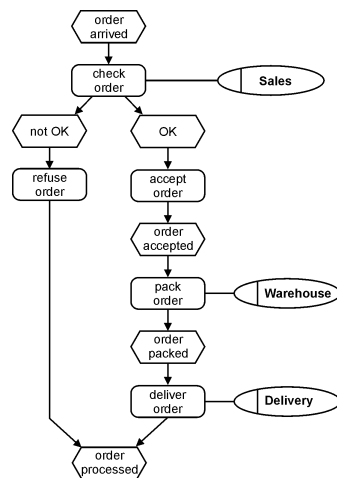 order
arrived
check
order
Sales
not OK
OK
refuse
order
accept
order
order
accepted
pack
order
Warehouse
order
packed
deliver
order
Delivery
order
processed